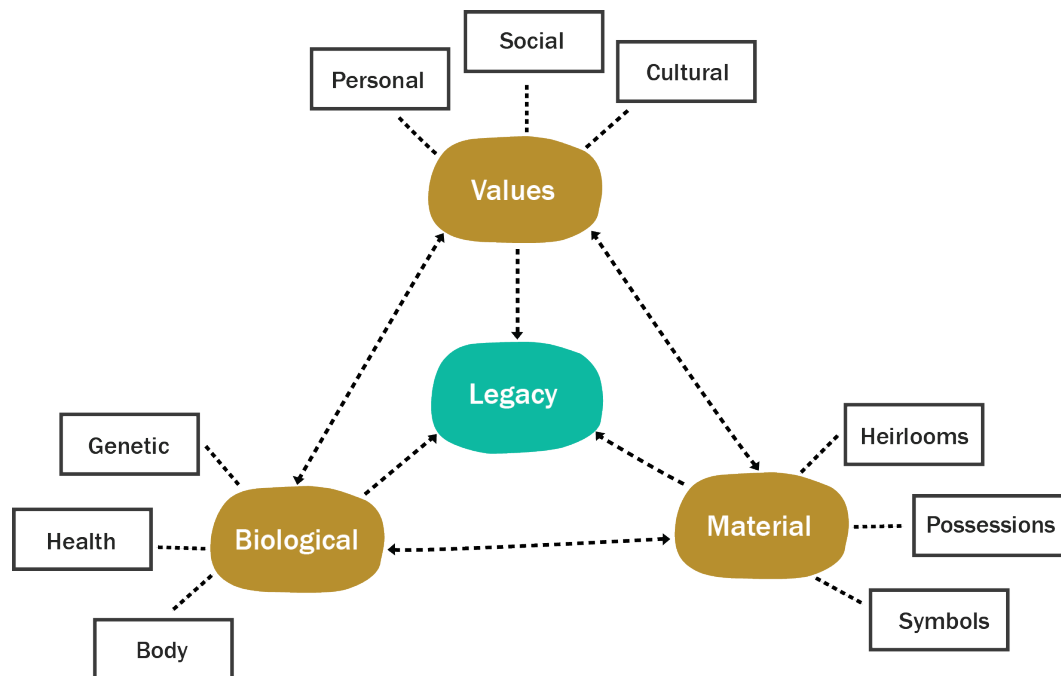 Social
Personal
Cultural
Values
Legacy
Genetic
Health
Body
Biological
Material
Heirlooms
Possessions
Symbols